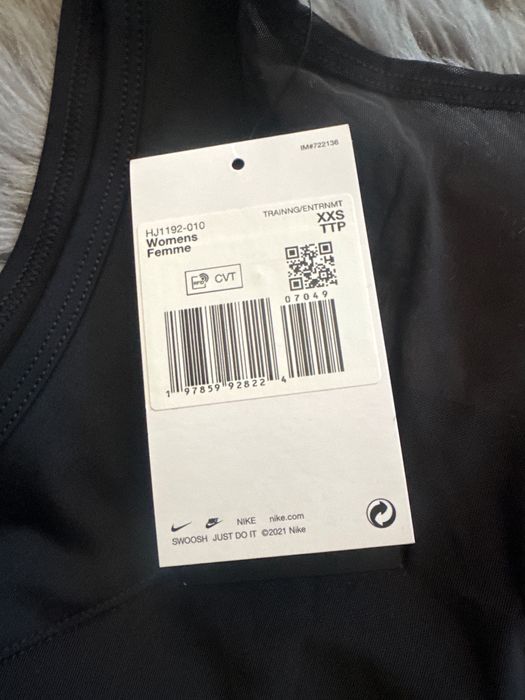 IM#722136
TRAINNG/ENTRNMT
HJ1192-010
XXS
Womens
TTP
Femme
RFID
CVT
07049
1 97859 92822 4
NIKE nike.com
SWOOSH JUST DO IT ©2021 Nike